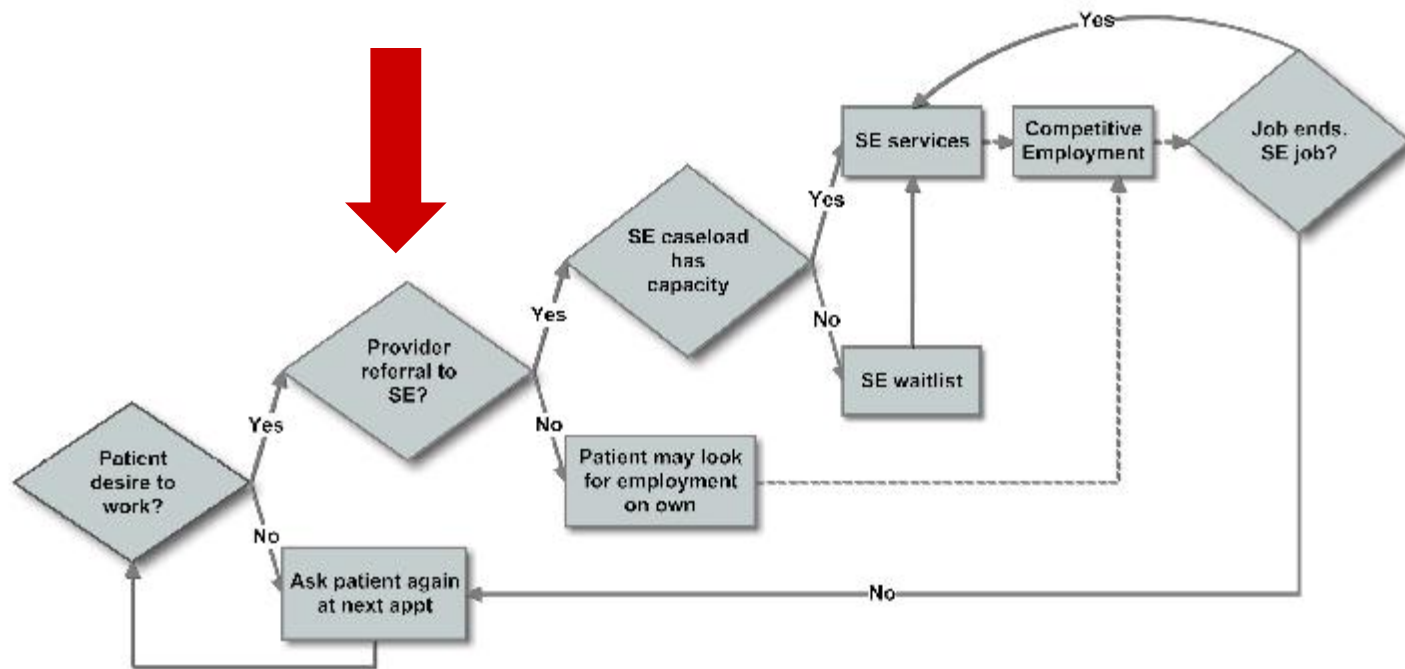 Yes
SE services
Competitive
Employment
Job ends.
SE job?
Yes
SE caseload
has
capacity
Yes
No
Provider
referral to
SE?
SE waitlist
Yes
No
Patient
desire to
work?
Patient may look
for employment
on own
No
Ask patient again
at next appt
No